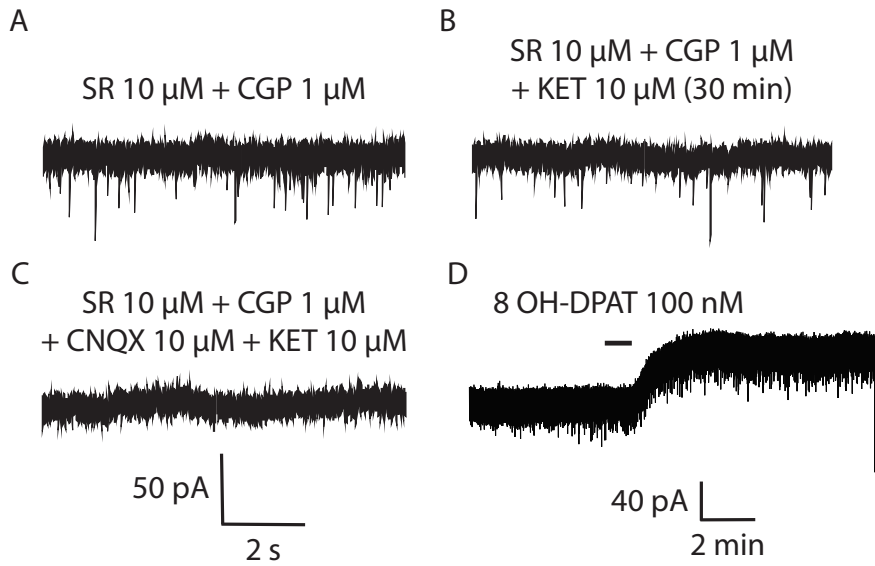 A
SR 10 µM + CGP 1 µM
B
SR 10 µM + CGP 1 µM
+ KET 10 µM (30 min)
C
SR 10 µM + CGP 1 µM
+ CNQX 10 µM + KET 10 µM
50 pA
2 s
D
8 OH-DPAT 100 nM
40 pA
2 min